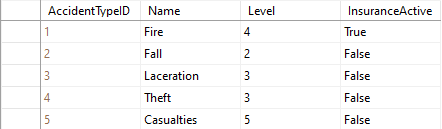 AccidentTypeID Name Level InsuranceActive
1 Fire 4 True
2 Fall 2 False
3 Laceration 3 False
4 Theft 3 False
5 Casualties 5 False